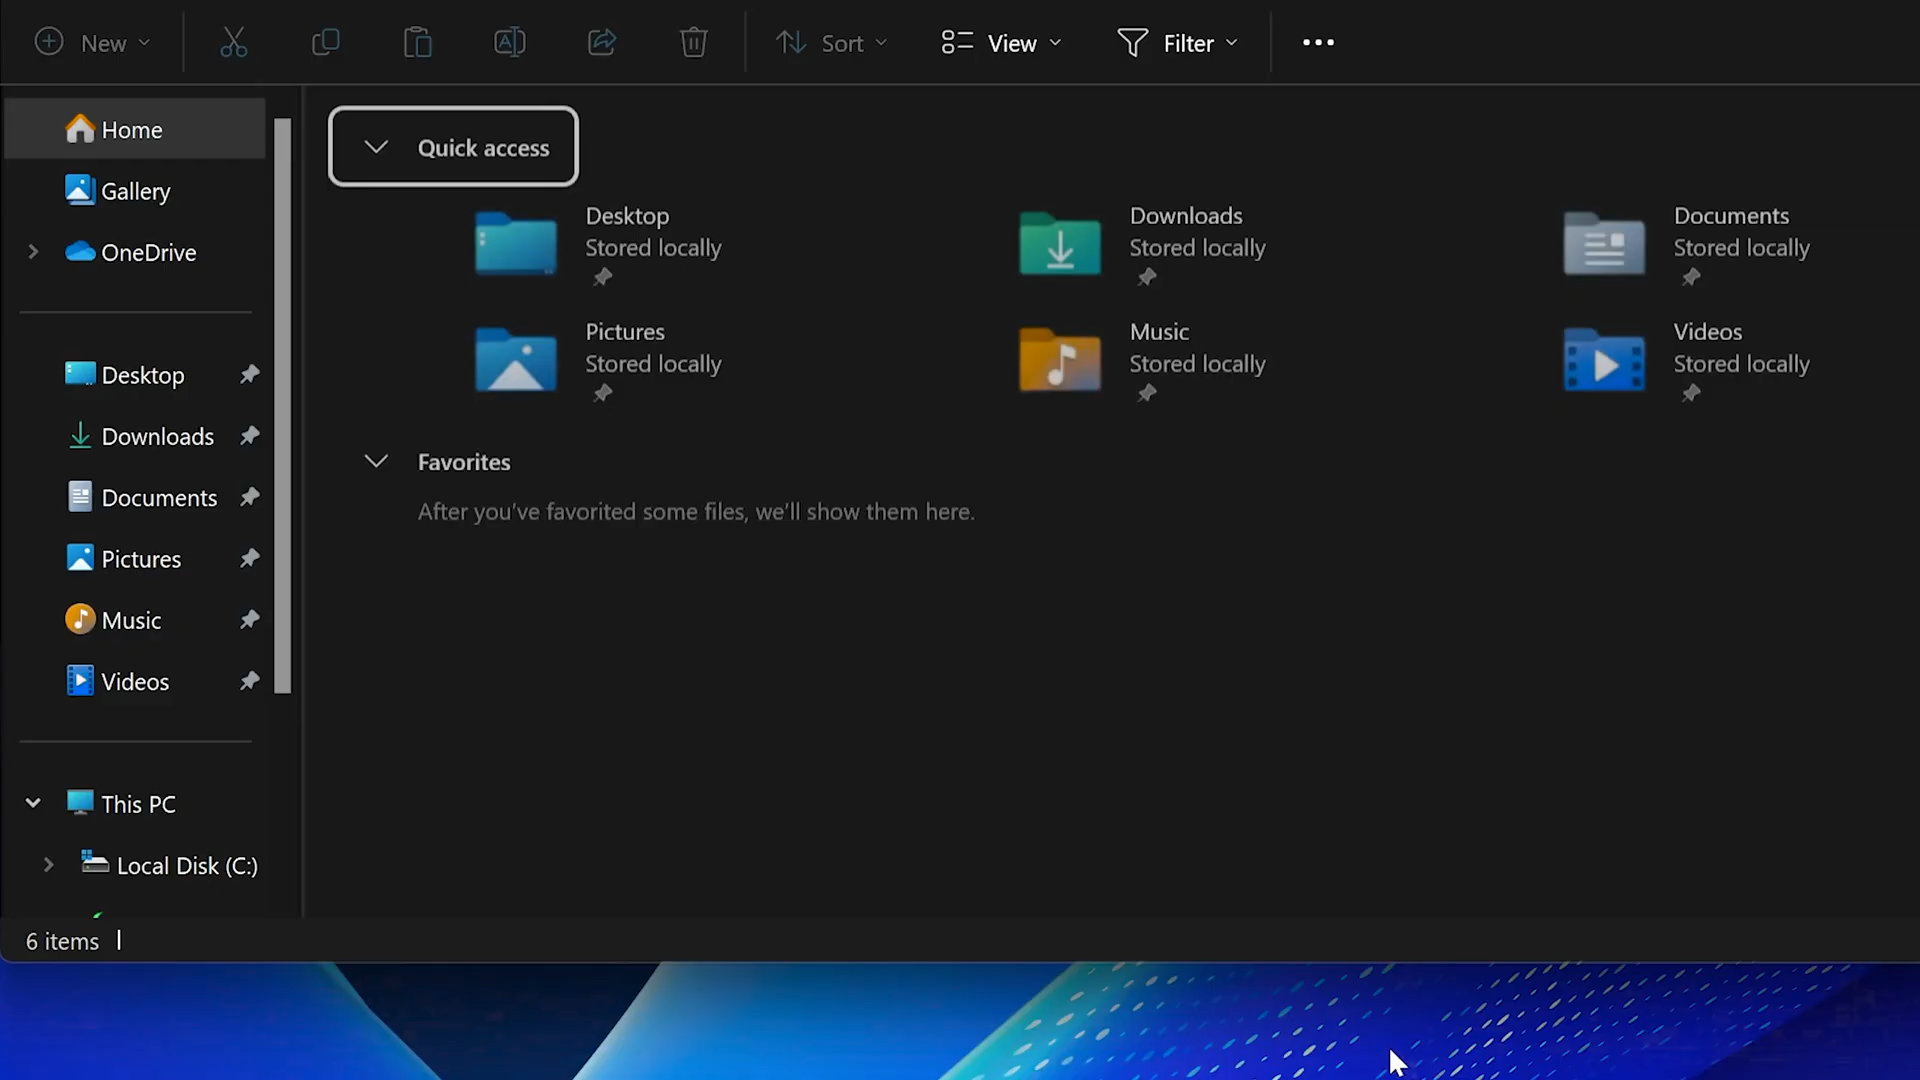 New
Sort
View
Filter
Home
Gallery
OneDrive
Desktop
Downloads
Documents
Pictures
Music
Videos
This PC
Local Disk (C:)
Quick access
Desktop
Stored locally
Downloads
Stored locally
Documents
Stored locally
Pictures
Stored locally
Music
Stored locally
Videos
Stored locally
Favorites
After you've favorited some files, we'll show them here.
6 items